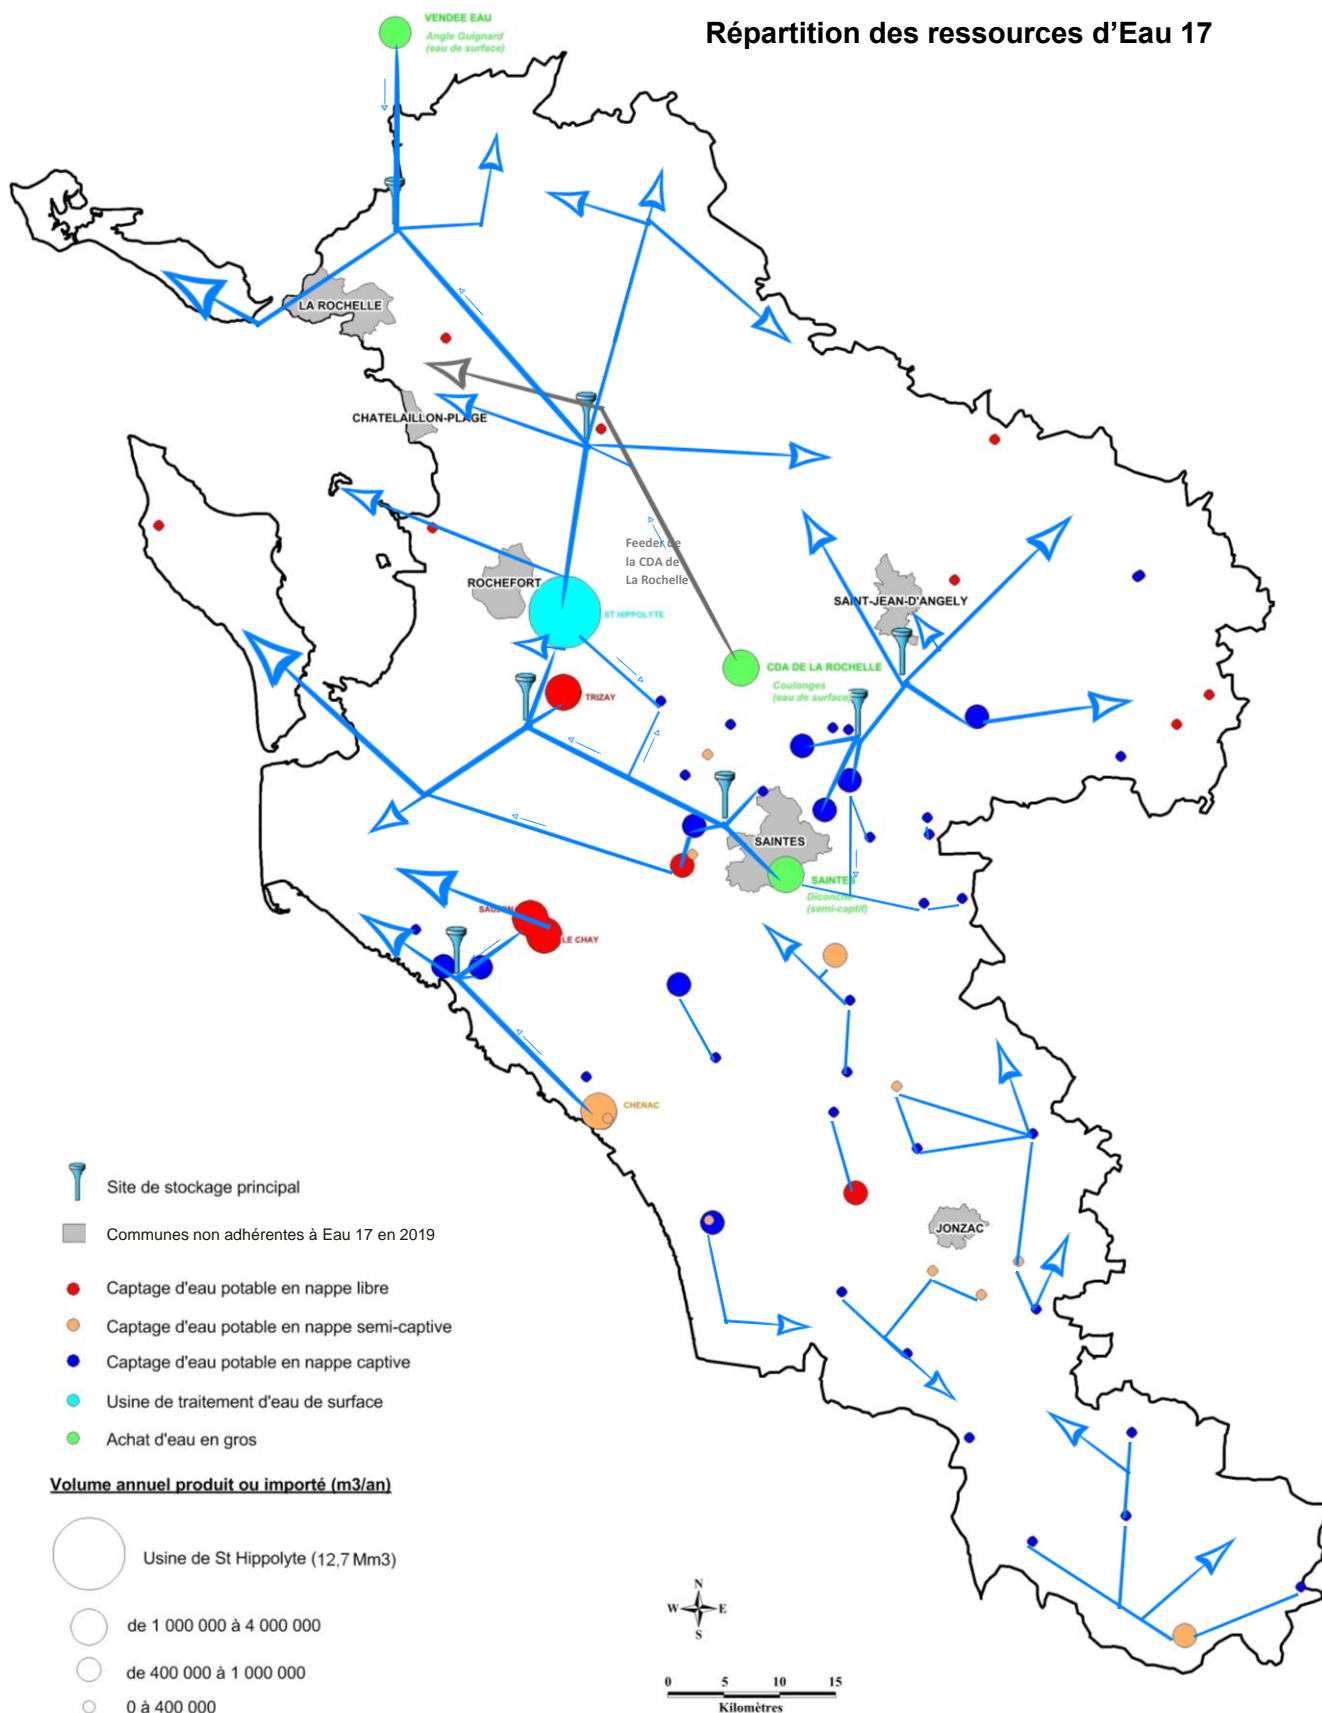 Répartition des ressources d’Eau 17
VENDEE EAU
Angle Guignard
(eau de surface)
LA ROCHELLE
CHATELAILLON-PLAGE
Feeder de
la CDA de
La Rochelle
ROCHEFORT
ST HIPPOLYTE
SAINT-JEAN-D'ANGELY
CDA DE LA ROCHELLE
Coulonges
(eau de surface)
TRIZAY
SAINTES
SAINTES
Diconche
(semi-captif)
SAUJON
LE CHAY
CHENAC
JONZAC
Site de stockage principal
Communes non adhérentes à Eau 17 en 2019
Captage d'eau potable en nappe libre
Captage d'eau potable en nappe semi-captive
Captage d'eau potable en nappe captive
Usine de traitement d'eau de surface
Achat d'eau en gros
Volume annuel produit ou importé (m3/an)
Usine de St Hippolyte (12,7 Mm3)
de 1 000 000 à 4 000 000
de 400 000 à 1 000 000
0 à 400 000
N
W E
S
0 5 10 15
Kilomètres